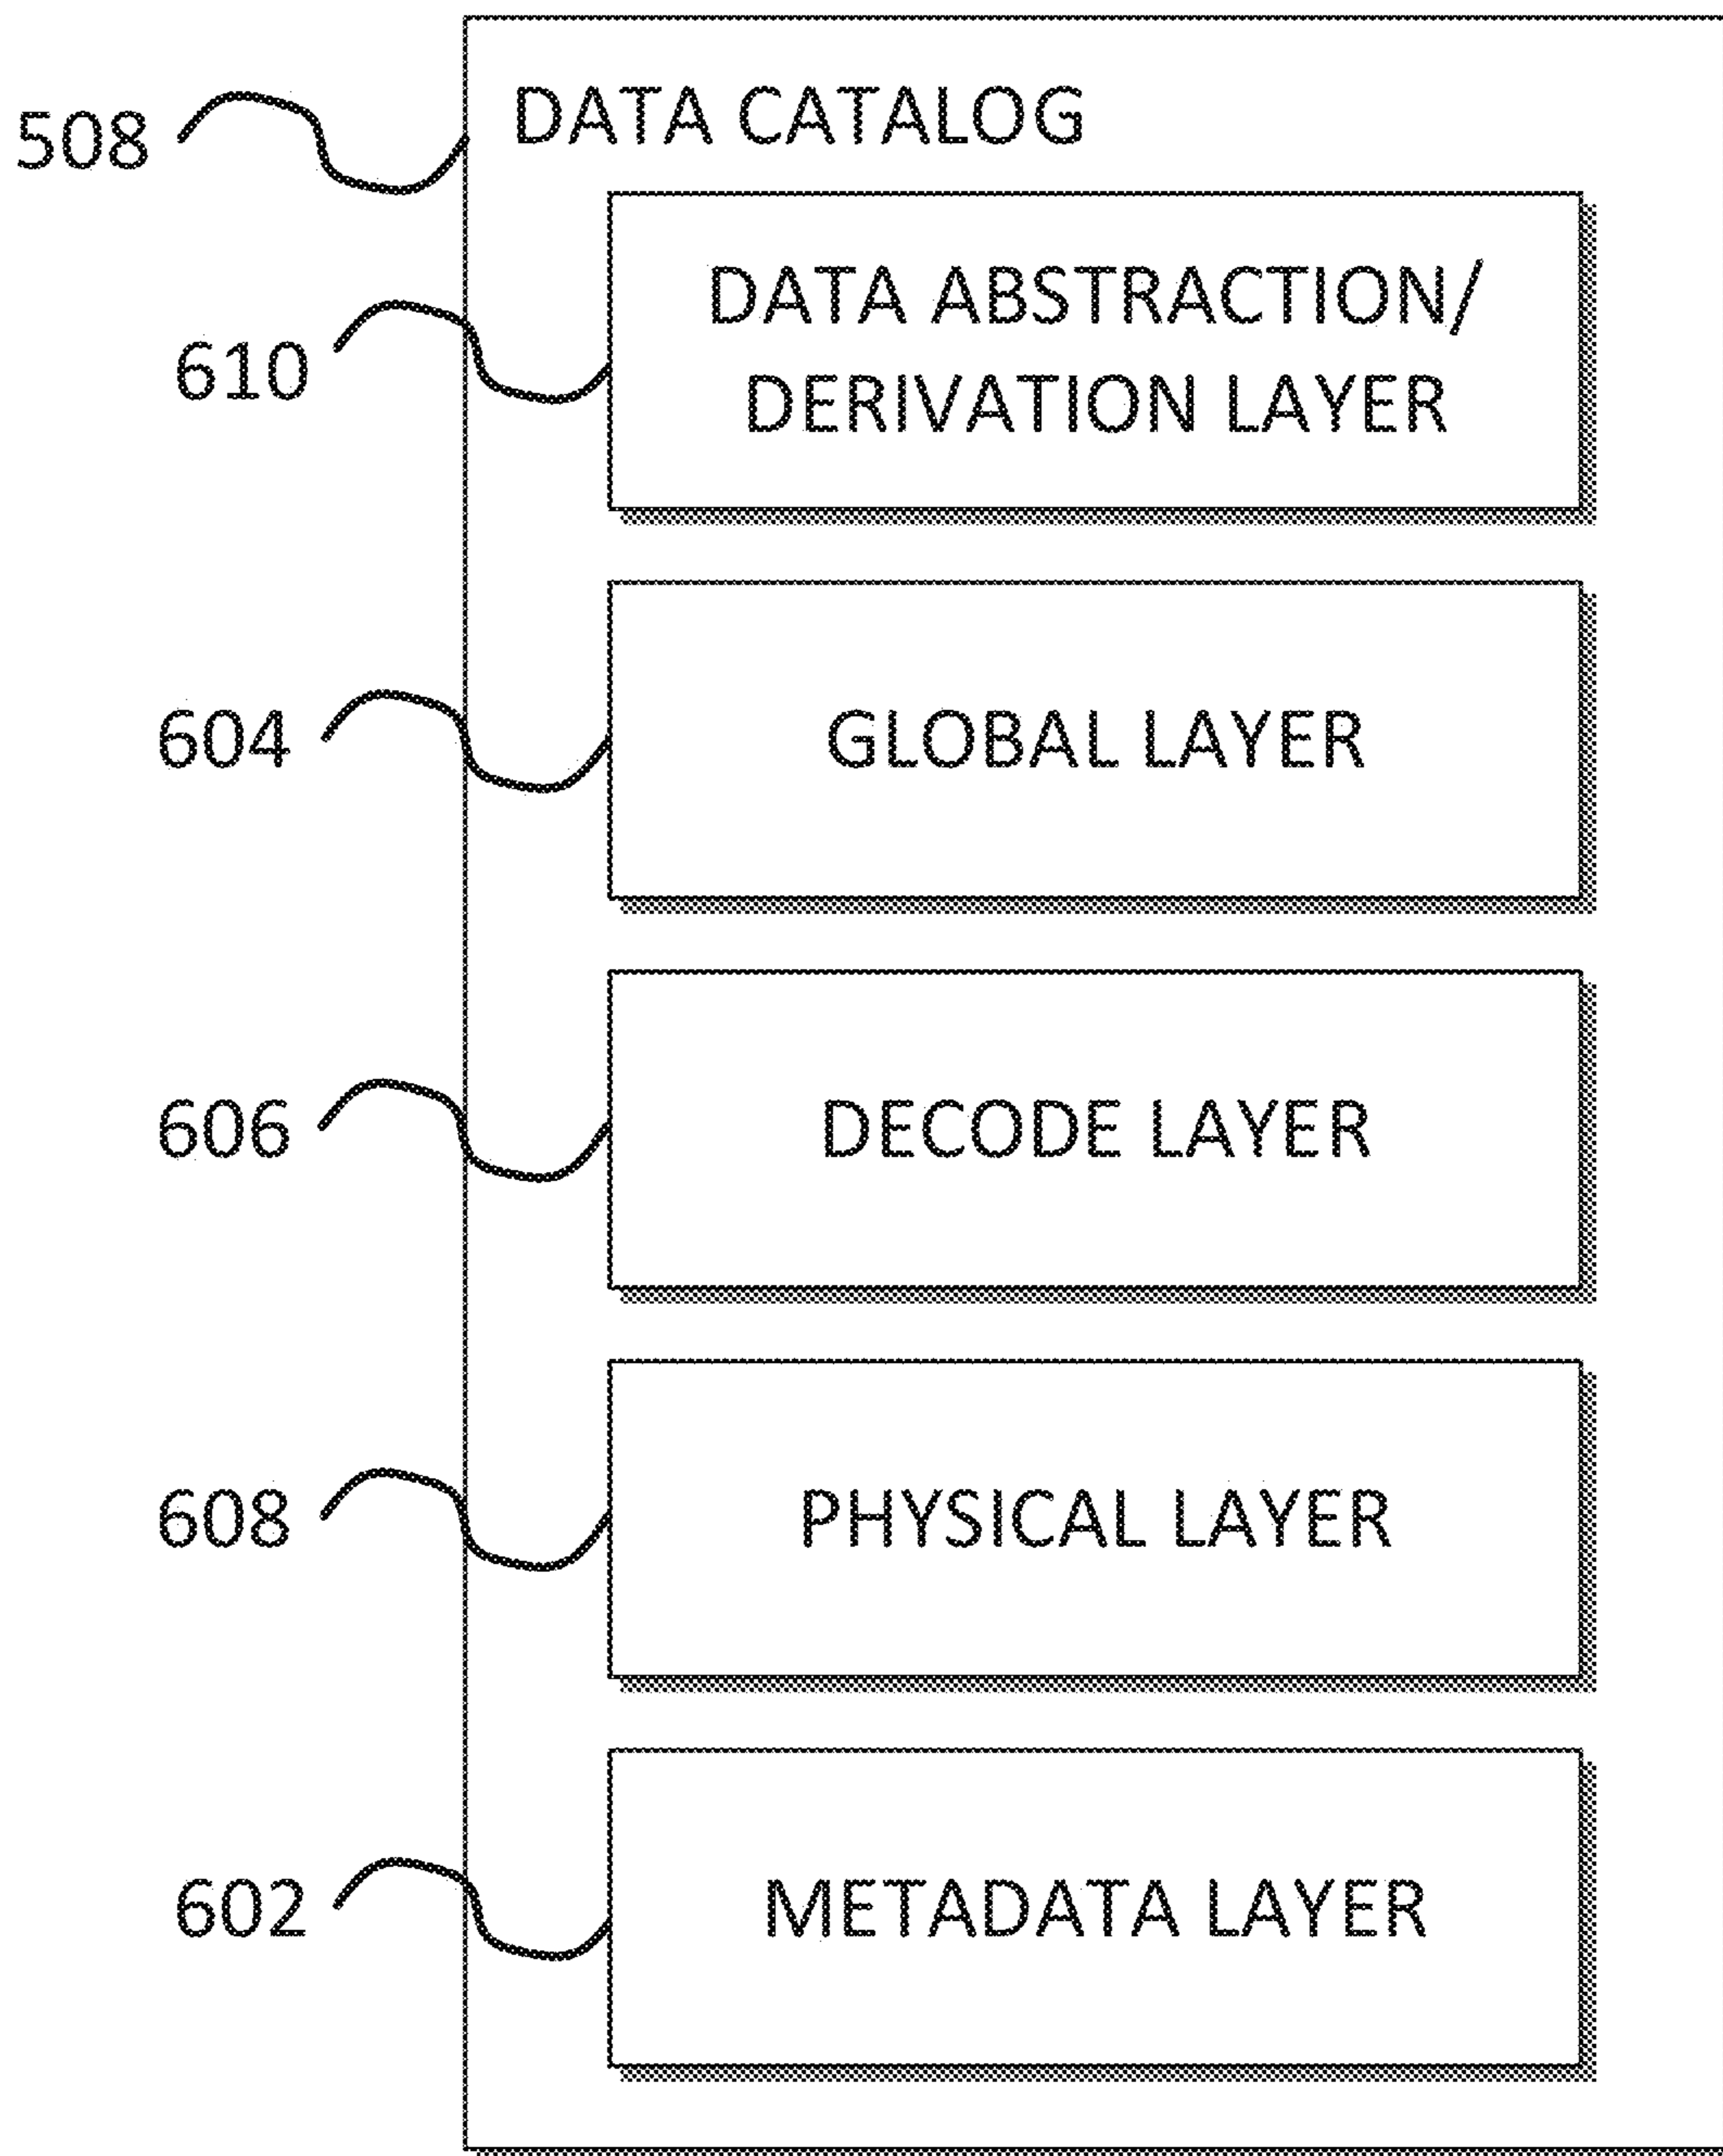 508
DATA CATALOG
610
DATA ABSTRACTION/
DERIVATION LAYER
604
GLOBAL LAYER
606
DECODE LAYER
608
PHYSICAL LAYER
602
METADATA LAYER